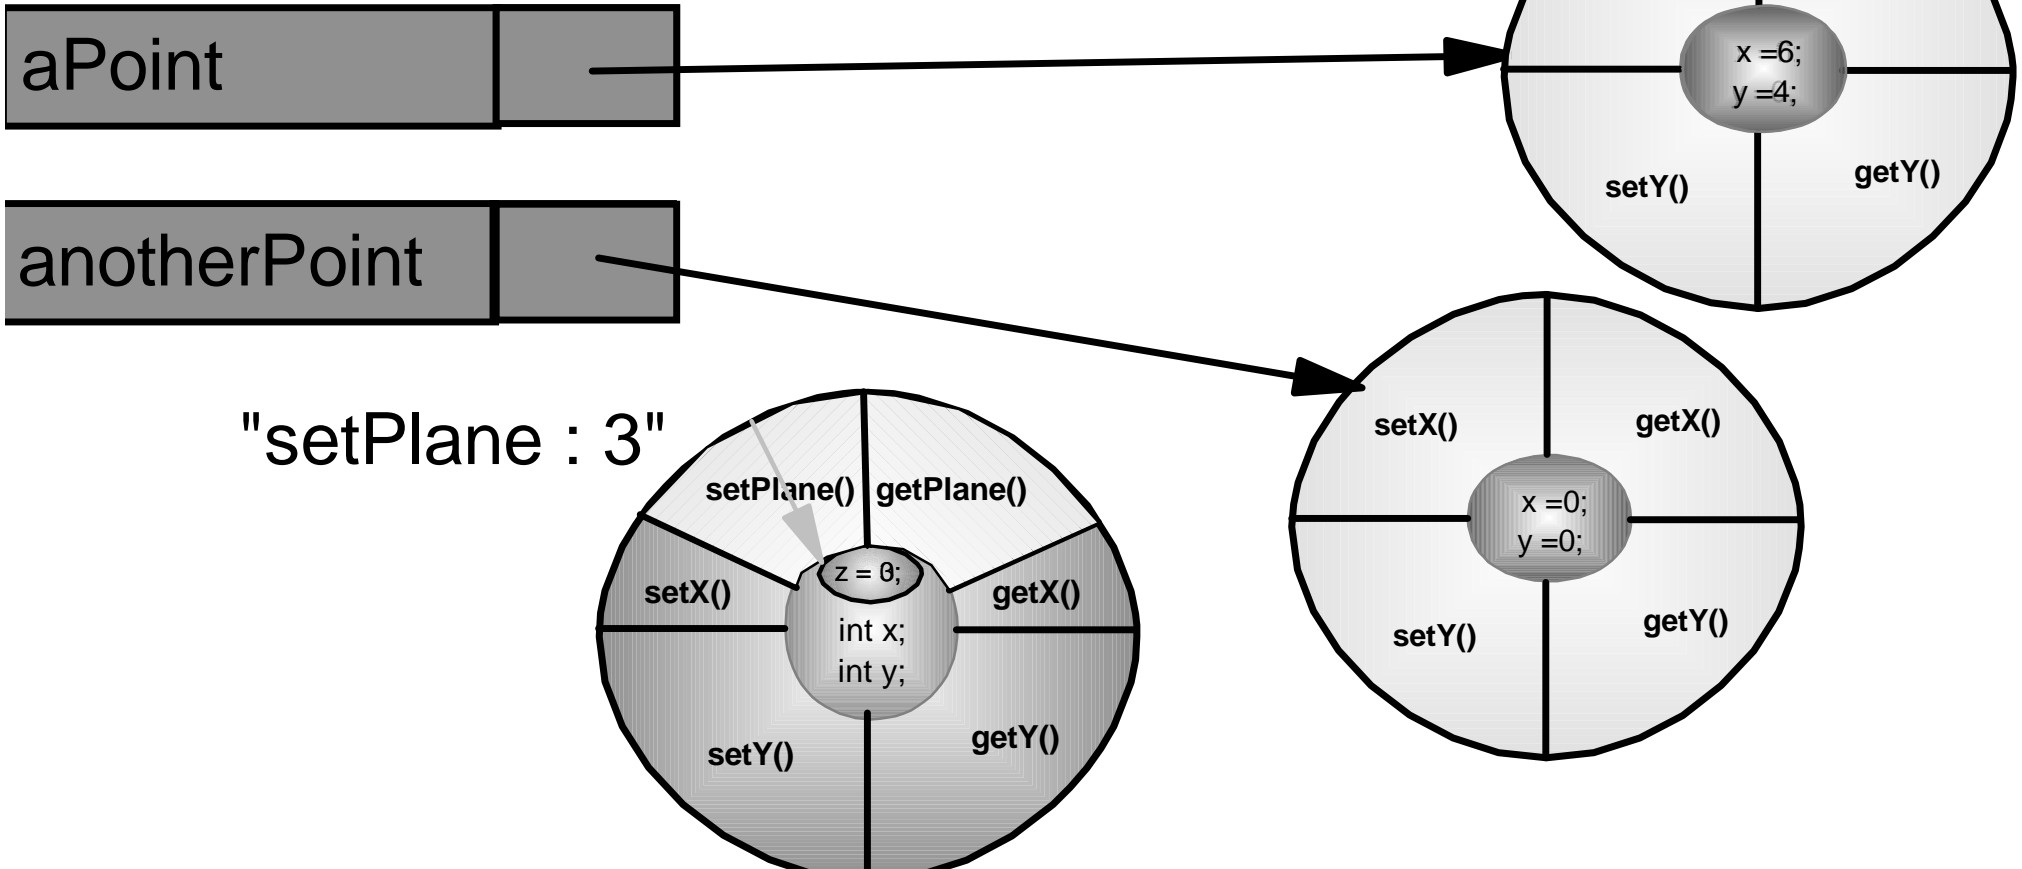 aPoint
x =6;
y =4;
setY()
getY()
anotherPoint
"setPlane : 3"
setX()
getX()
x =0;
y =0;
setY()
getY()
setPlane()
getPlane()
z =
setX()
getX()
int x;
int y;
setY()
getY()